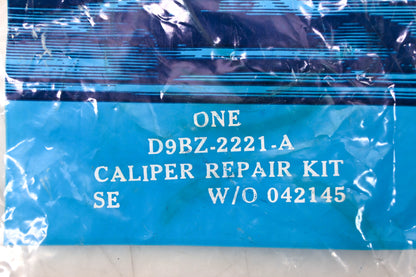 ONE
D9BZ-2221-A
CALIPER REPAIR KIT
SE W/O 042145